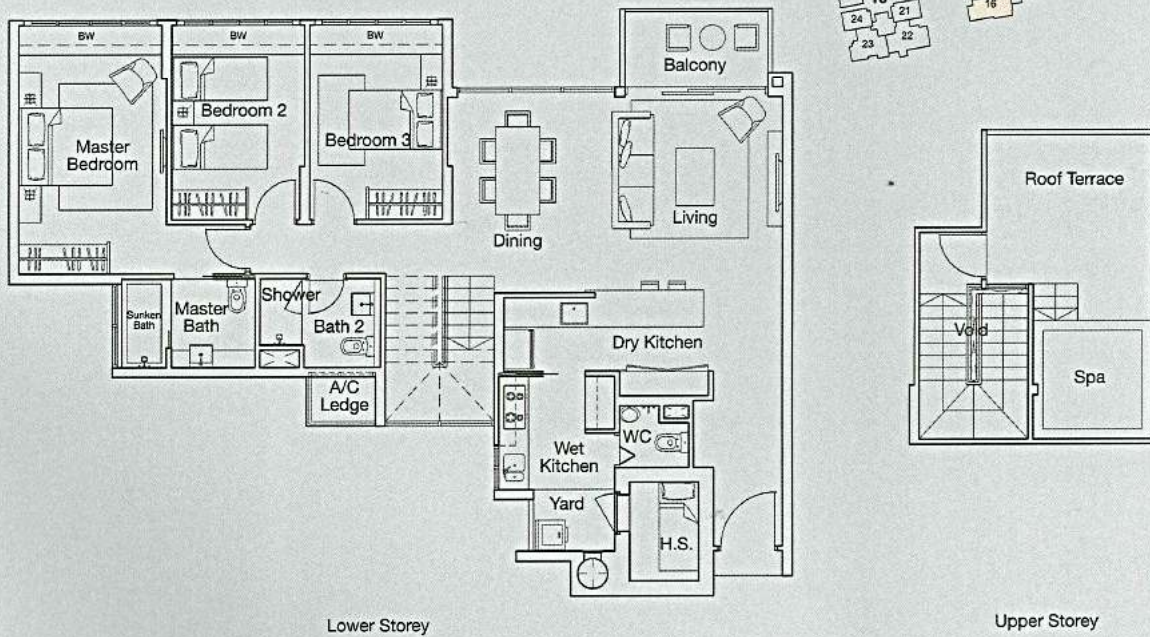 BW
BW
BW
Balcony
24
21
23
22
16
Master
Bedroom
Bedroom 2
Bedroom 3
Dining
Living
Roof Terrace
Sunken
Bath
Master
Bath
Shower
Bath 2
A/C
Ledge
Dry Kitchen
Wet
Kitchen
WC
Yard
H.S.
Void
Spa
Lower Storey
Upper Storey